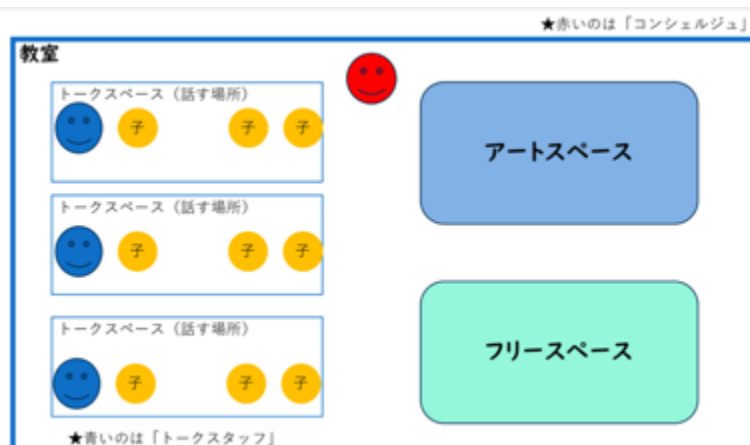 ★赤いのは「コンシェルジュ」
教室
トークスペース（話す場所）
子 子 子
アートスペース
トークスペース（話す場所）
子 子 子
トークスペース（話す場所）
子 子 子
フリースペース
★青いのは「トークスタッフ」